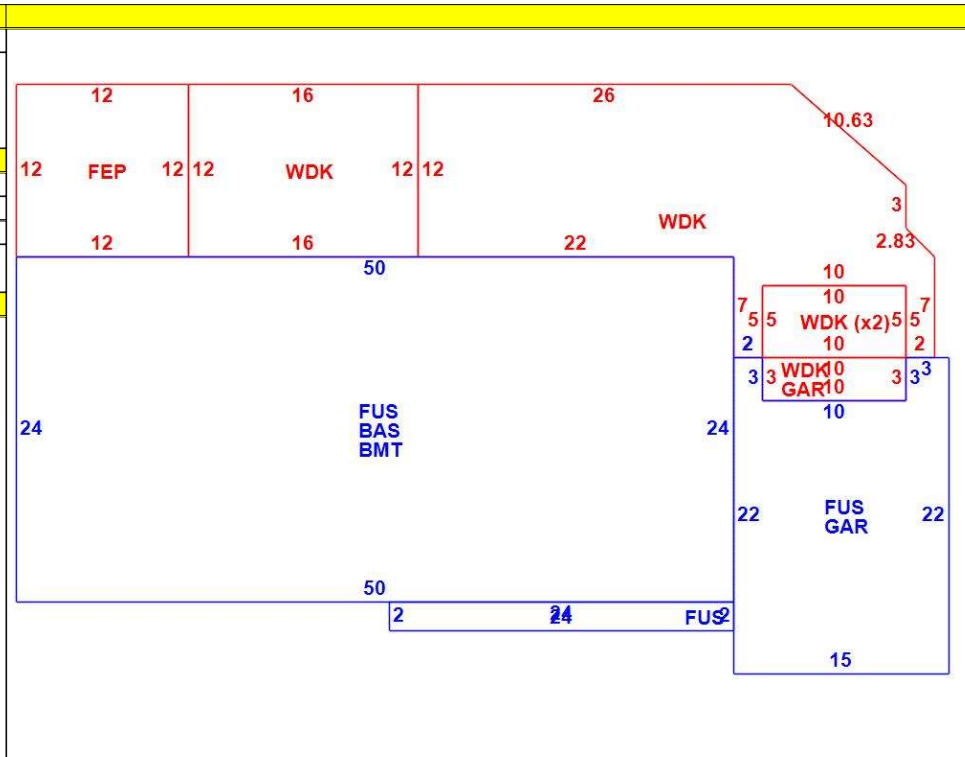 12 16 26
10.63
12 FEP 12 12 WDK 12 12
3
WDK
2.83
12 16 22
50
10
10
7 5 5 WDK (x2) 5 5 7
2 10 2
3 3 WDK 10 3 3 3
GAR 10
10
24 FUS 24
BAS
BMT
22 FUS 22
GAR
50
2 24 FUS 2
24
15